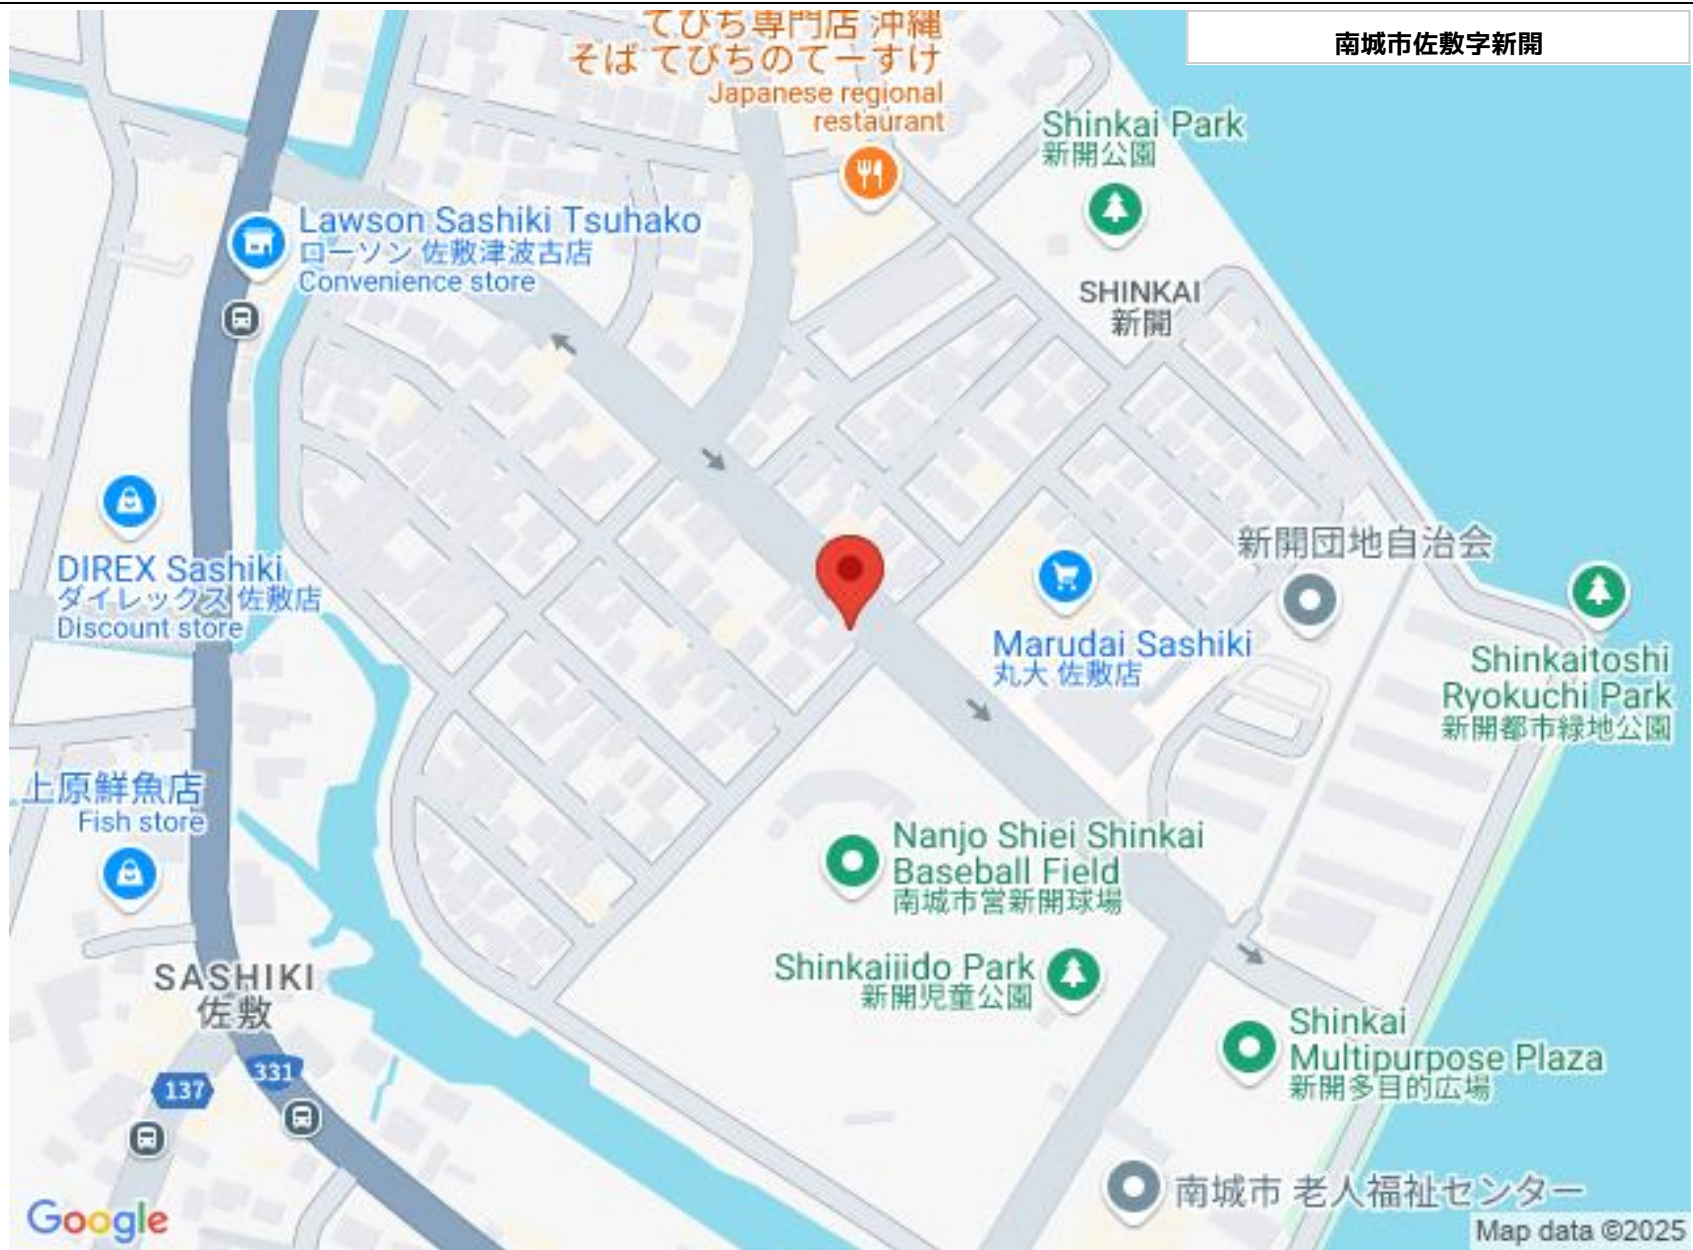 南城市佐敷字新開
てびち専門店 沖縄
そば てびちのてーすけ
Japanese regional
restaurant
Shinkai Park
新開公園
Lawson Sashiki Tsuhako
ローソン 佐敷津波古店
Convenience store
SHINKAI
新開
DIREX Sashiki
ダイレックス 佐敷店
Discount store
新開団地自治会
Marudai Sashiki
丸大 佐敷店
Shinkaitoshi
Ryokuchi Park
新開都市緑地公園
上原鮮魚店
Fish store
Nanjo Shiei Shinkai
Baseball Field
南城市営新開球場
Shinkaijido Park
新開児童公園
SASHIKI
佐敷
Shinkai
Multipurpose Plaza
新開多目的広場
331
137
南城市 老人福祉センター
Google
Map data ©2025